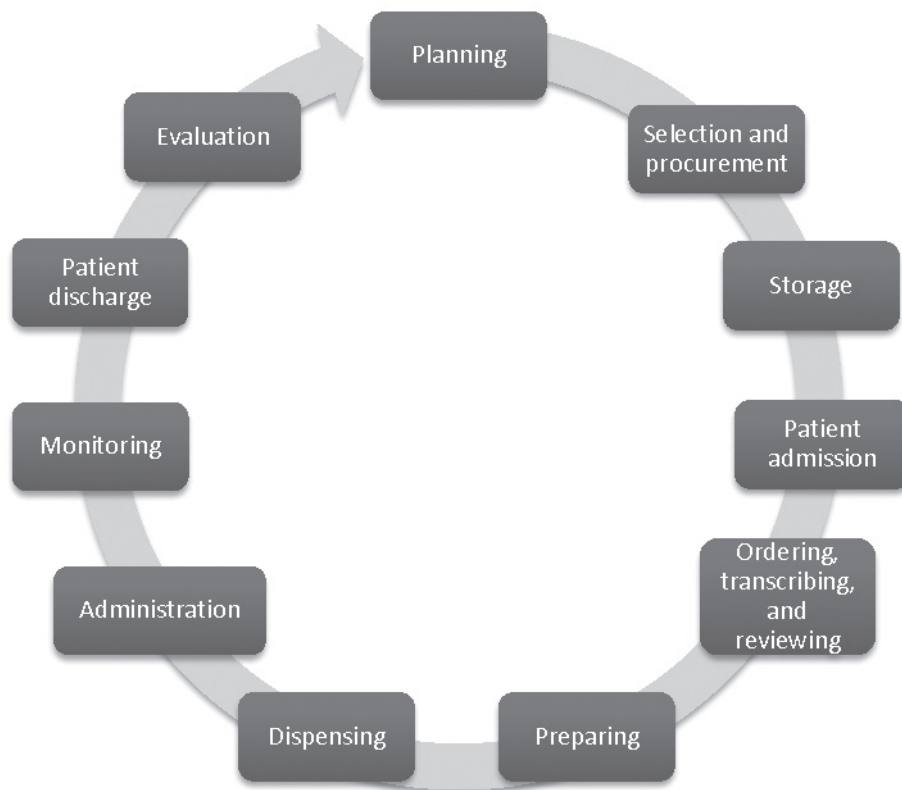 Planning
Selection and
procurement
Storage
Patient
admission
Ordering,
transcribing,
and
reviewing
Preparing
Dispensing
Administration
Monitoring
Patient
discharge
Evaluation